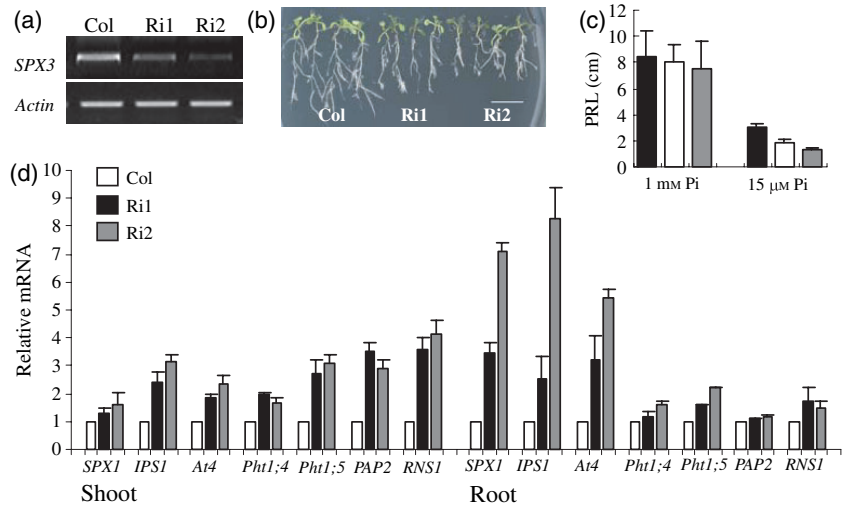 (a)
Col Ri1 Ri2
SPX3
Actin
(b)
Col Ri1 Ri2
(c)
PRL (cm)
12
10
8
6
4
2
0
1 mM Pi 15 µM Pi
(d)
Col
Ri1
Ri2
Relative mRNA
10
9
8
7
6
5
4
3
2
1
0
SPX1 IPS1 At4 Pht1;4 Pht1;5 PAP2 RNS1 SPX1 IPS1 At4 Pht1;4 Pht1;5 PAP2 RNS1
Shoot Root